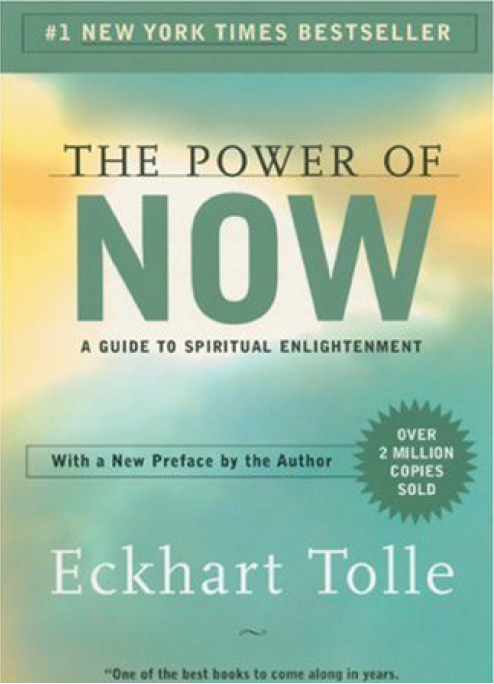 #1 NEW YORK TIMES BESTSELLER
THE POWER OF
NOW
A GUIDE TO SPIRITUAL ENLIGHTENMENT
With a New Preface by the Author
OVER
2 MILLION
COPIES
SOLD
Eckhart Tolle
"One of the best books to come along in years.